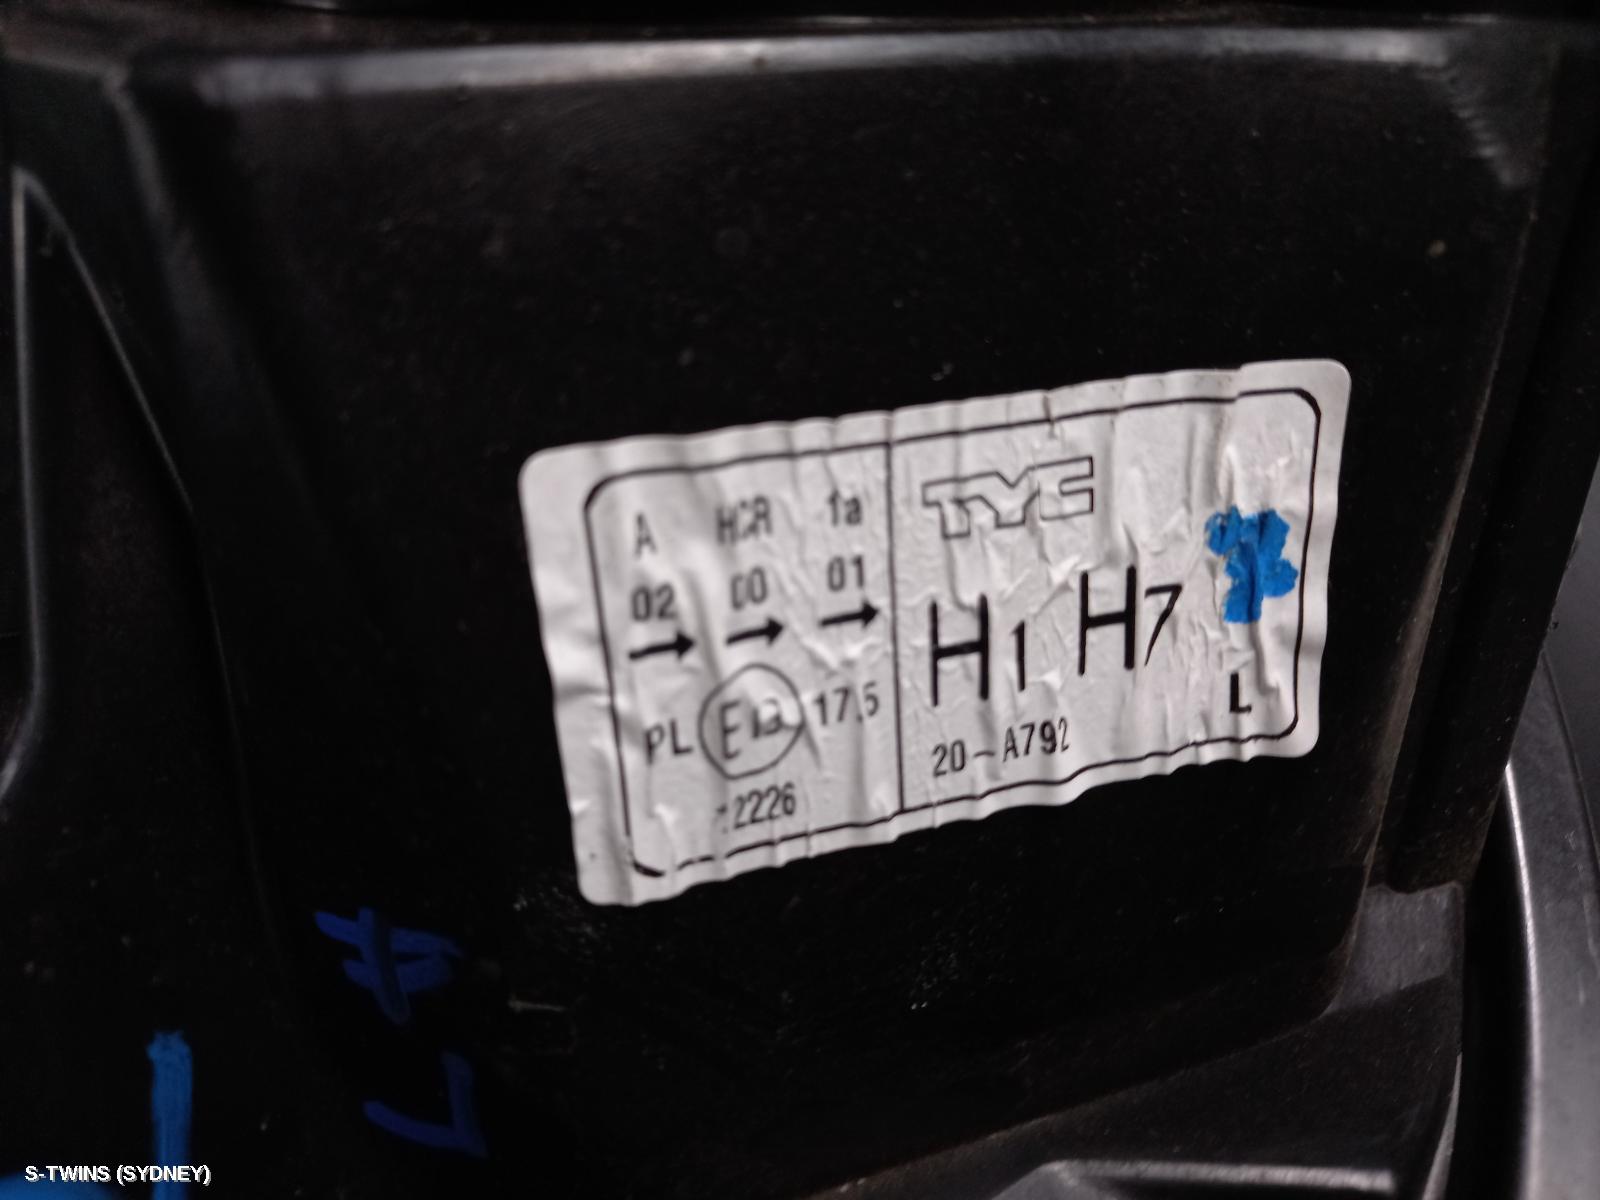 A HCR 1a
02 00 01
PL E13 17.5
2226
TYC
H1 H7
L
20-A792
S-TWINS (SYDNEY)